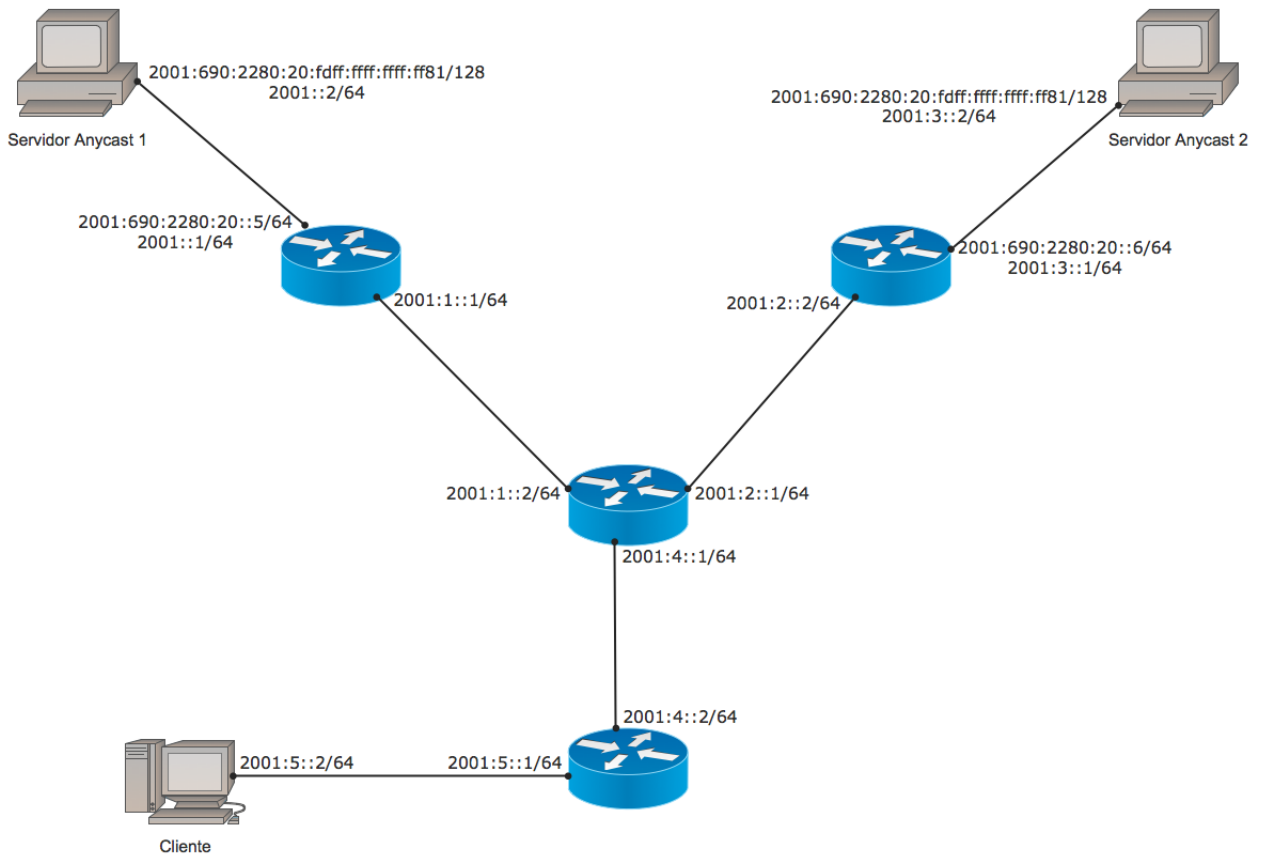 2001:690:2280:20:fdff:ffff:ffff:ff81/128
2001::2/64
Servidor Anycast 1
2001:690:2280:20:fdff:ffff:ffff:ff81/128
2001:3::2/64
Servidor Anycast 2
2001:690:2280:20::5/64
2001::1/64
2001:690:2280:20::6/64
2001:3::1/64
2001:1::1/64
2001:2::2/64
2001:1::2/64
2001:2::1/64
2001:4::1/64
2001:4::2/64
2001:5::2/64
2001:5::1/64
Cliente